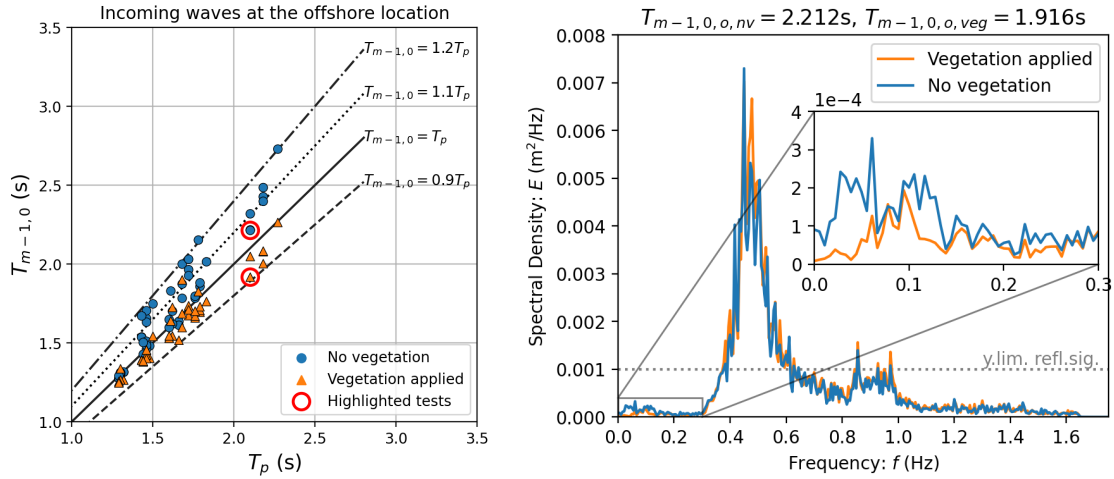 Incoming waves at the offshore location
3.5
3.0
2.5
2.0
1.5
1.0
T_{m−1,0} (s)
T_{m−1,0} = 1.2T_p
T_{m−1,0} = 1.1T_p
T_{m−1,0} = T_p
T_{m−1,0} = 0.9T_p
No vegetation
Vegetation applied
Highlighted tests
1.0 1.5 2.0 2.5 3.0 3.5
T_p (s)
T_{m−1,0,o,nv} = 2.212s, T_{m−1,0,o,veg} = 1.916s
0.008
0.007
0.006
0.005
0.004
0.003
0.002
0.001
0.000
Spectral Density: E (m²/Hz)
Vegetation applied
No vegetation
1e−4
4
3
2
1
0
0.0 0.1 0.2 0.3
y.lim. refl.sig.
0.0 0.2 0.4 0.6 0.8 1.0 1.2 1.4 1.6
Frequency: f (Hz)